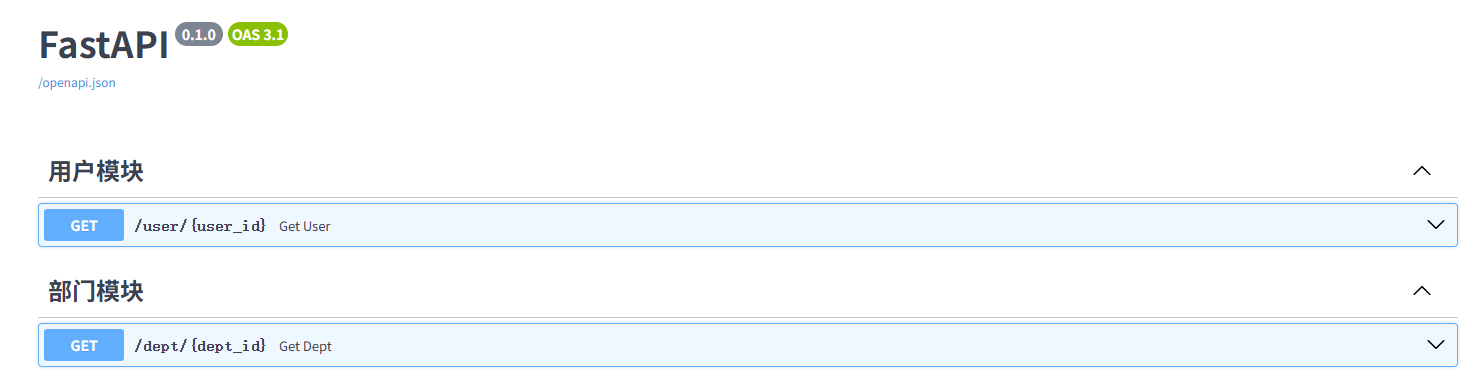 FastAPI 0.1.0 OAS 3.1
/openapi.json
用户模块
GET /user/{user_id} Get User
部门模块
GET /dept/{dept_id} Get Dept